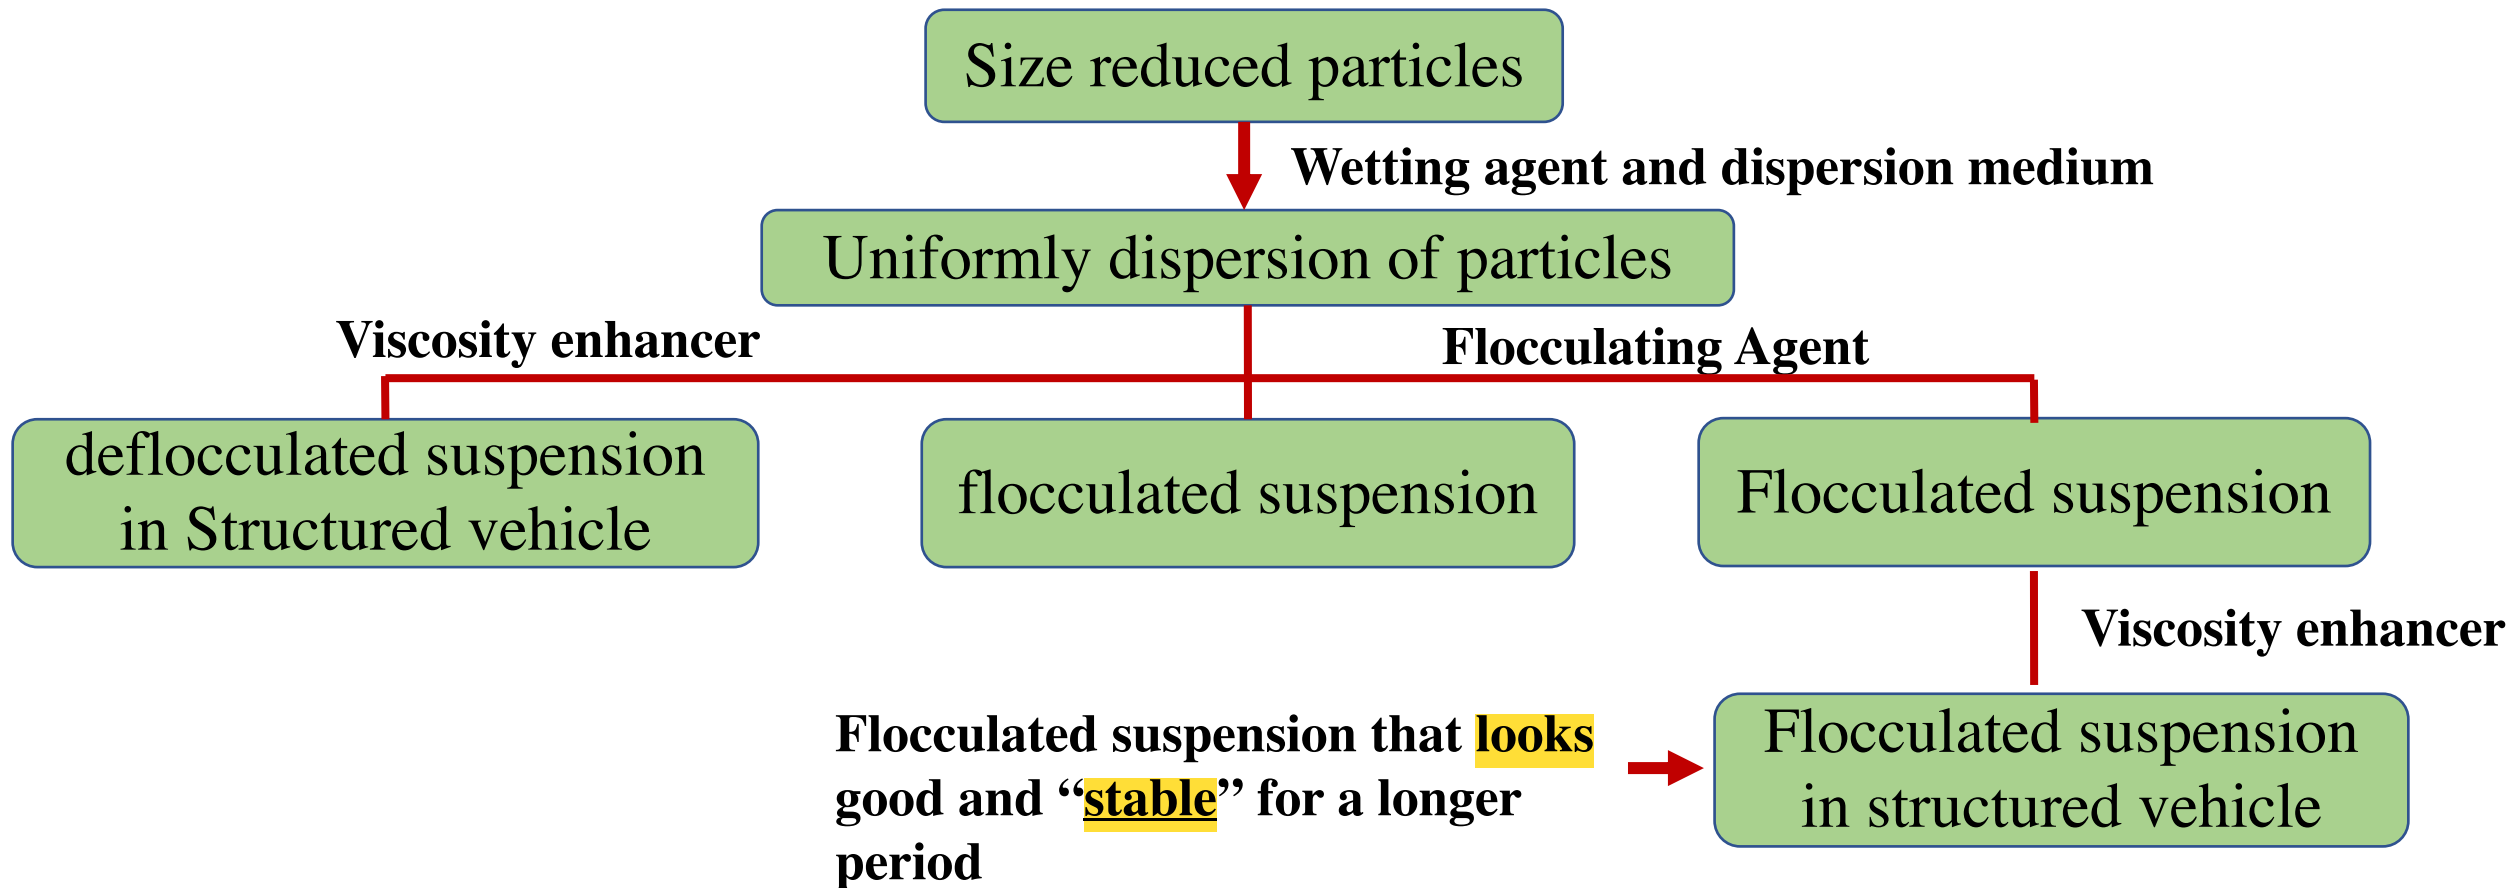 Size reduced particles
Wetting agent and dispersion medium
Uniformly dispersion of particles
Viscosity enhancer
Flocculating Agent
deflocculated suspension
in Structured vehicle
flocculated suspension
Flocculated suspension
Viscosity enhancer
Flocculated suspension that looks
good and “stable” for a longer
period
Flocculated suspension
in structured vehicle